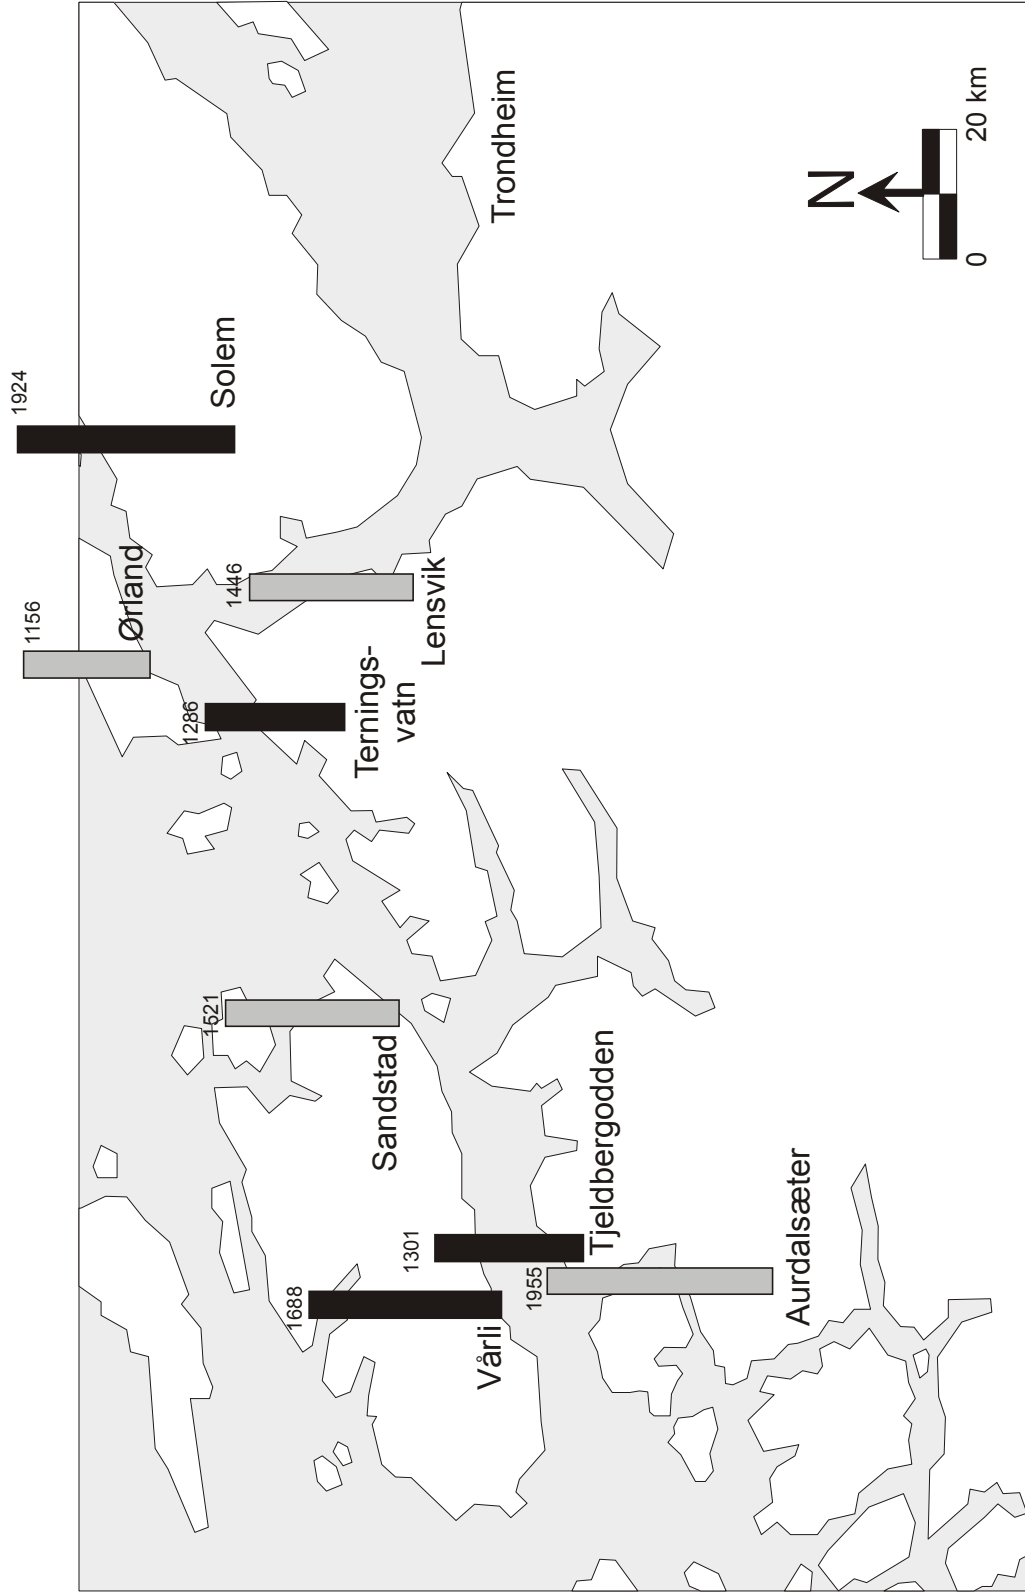 1924
Solem
1156
Ørland
1446
Lensvik
1286
Ternings-
vatn
1521
Sandstad
1301
Tjeldbergodden
1688
Vårli
1955
Aurdalsæter
Trondheim
N
0
20 km